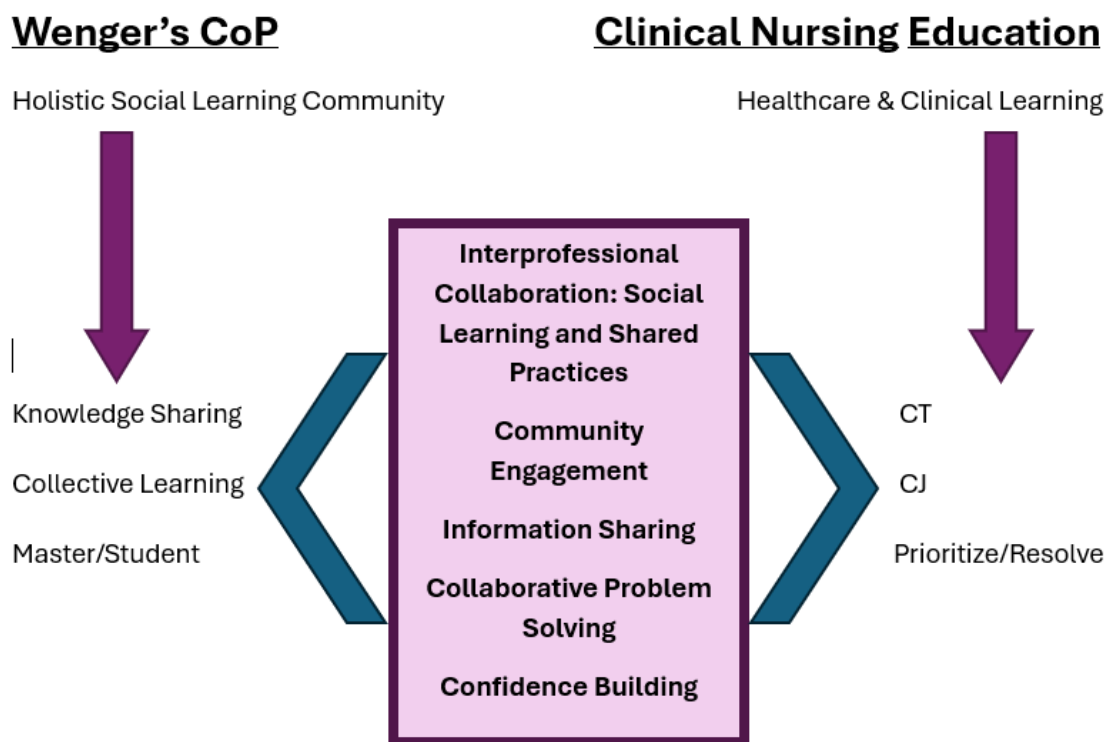 Wenger's CoP
Clinical Nursing Education
Holistic Social Learning Community
Healthcare & Clinical Learning
Interprofessional
Collaboration: Social
Learning and Shared
Practices
Community
Engagement
Information Sharing
Collaborative Problem
Solving
Confidence Building
Knowledge Sharing
Collective Learning
Master/Student
CT
CJ
Prioritize/Resolve